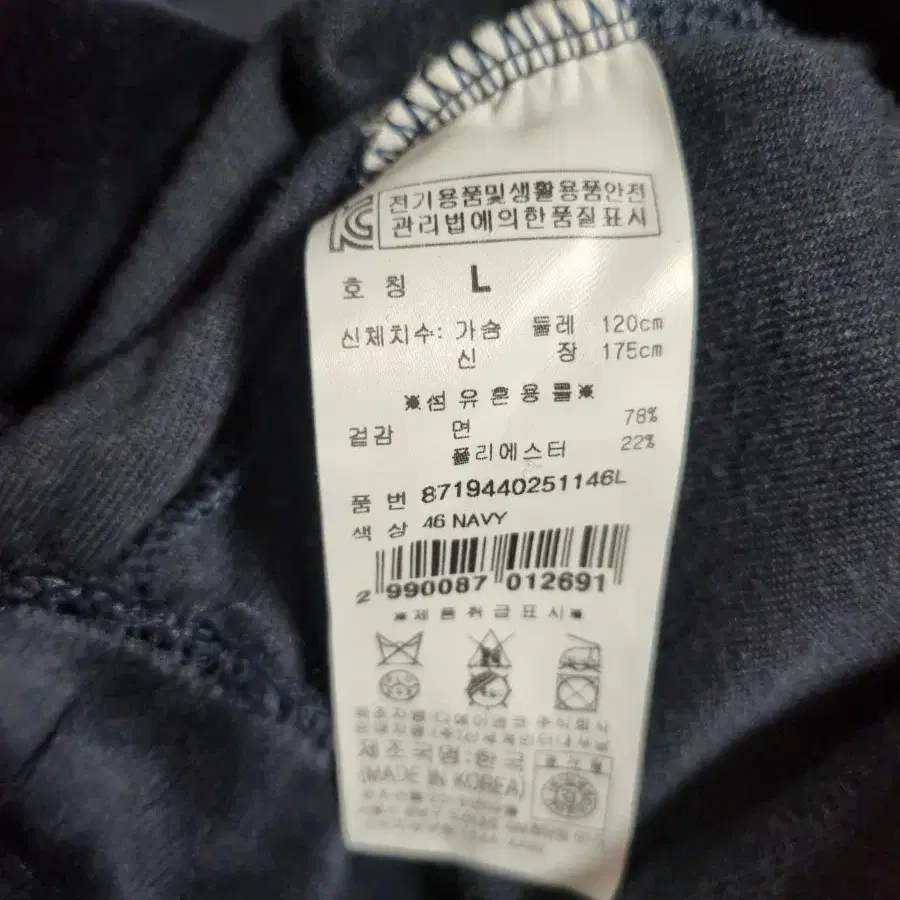 전기용품및생활용품안전
관리법에의한품질표시
호 칭 L
신체치수: 가슴 둘레 120cm
신 장 175cm
※섬유혼용률※
겉감 면 78%
폴리에스터 22%
품 번 8719440251146L
색 상 46 NAVY
2 990087 012691
※제품취급표시※
제조국명:한국
(MADE IN KOREA)